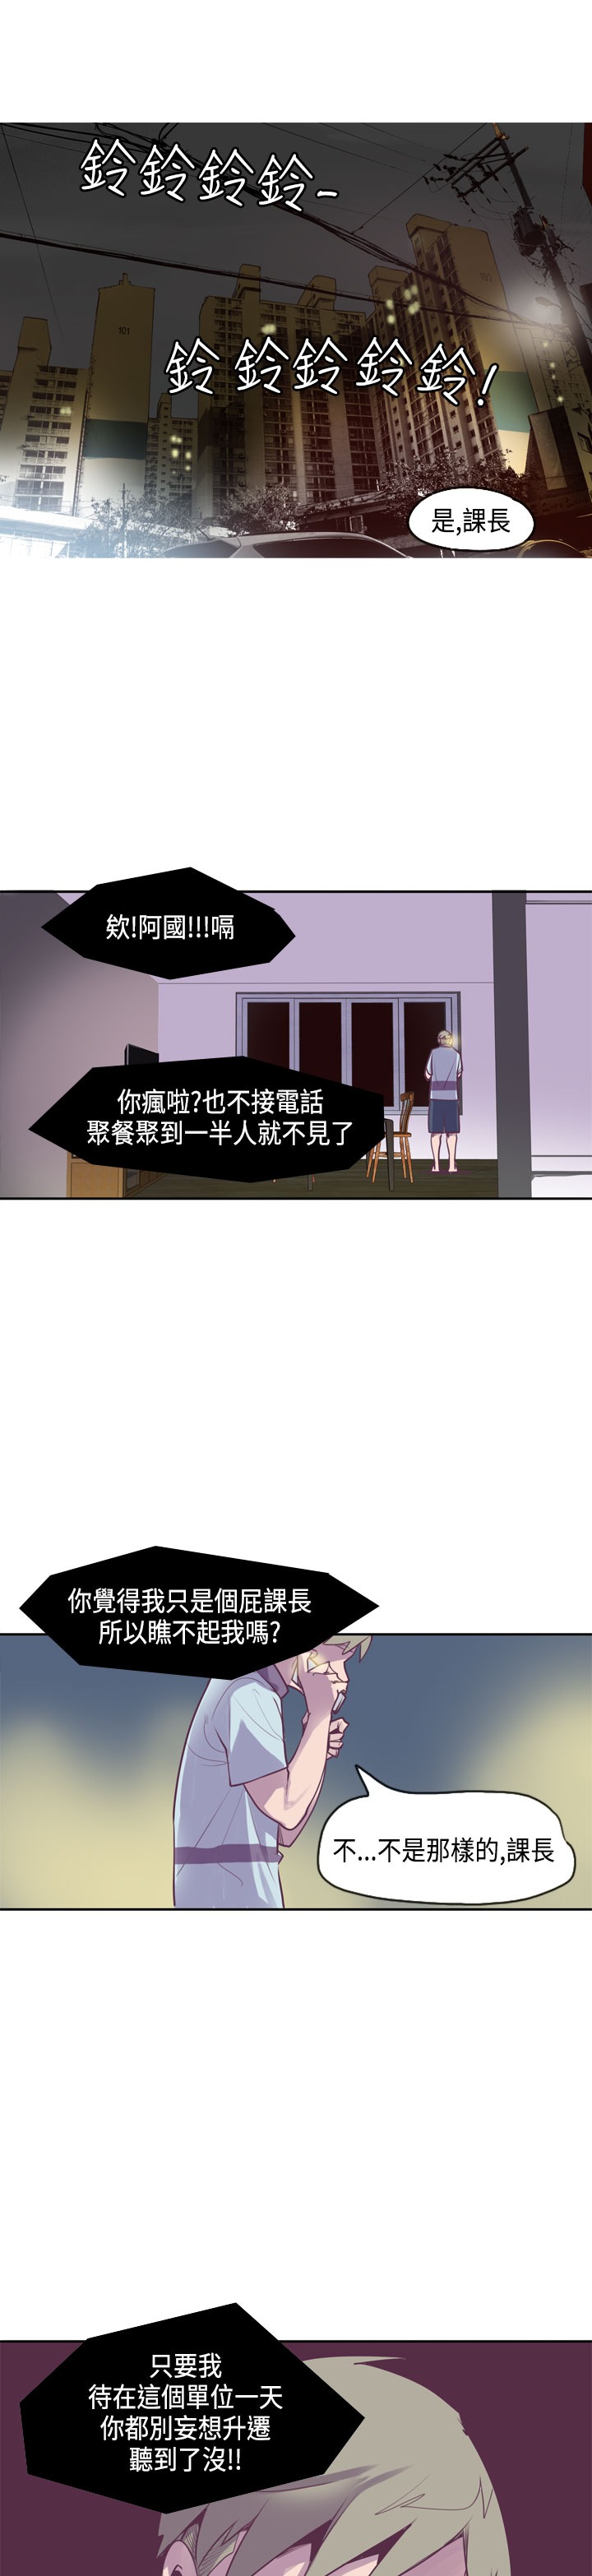 鈴鈴鈴鈴-
101
101
鈴 鈴鈴鈴鈴!
是,課長
欸!阿國!!!嗝
你瘋啦?也不接電話
聚餐聚到一半人就不見了
你覺得我只是個屁課長
所以瞧不起我嗎?
不...不是那樣的,課長
只要我
待在這個單位一天
你都別妄想升遷
聽到了沒!!